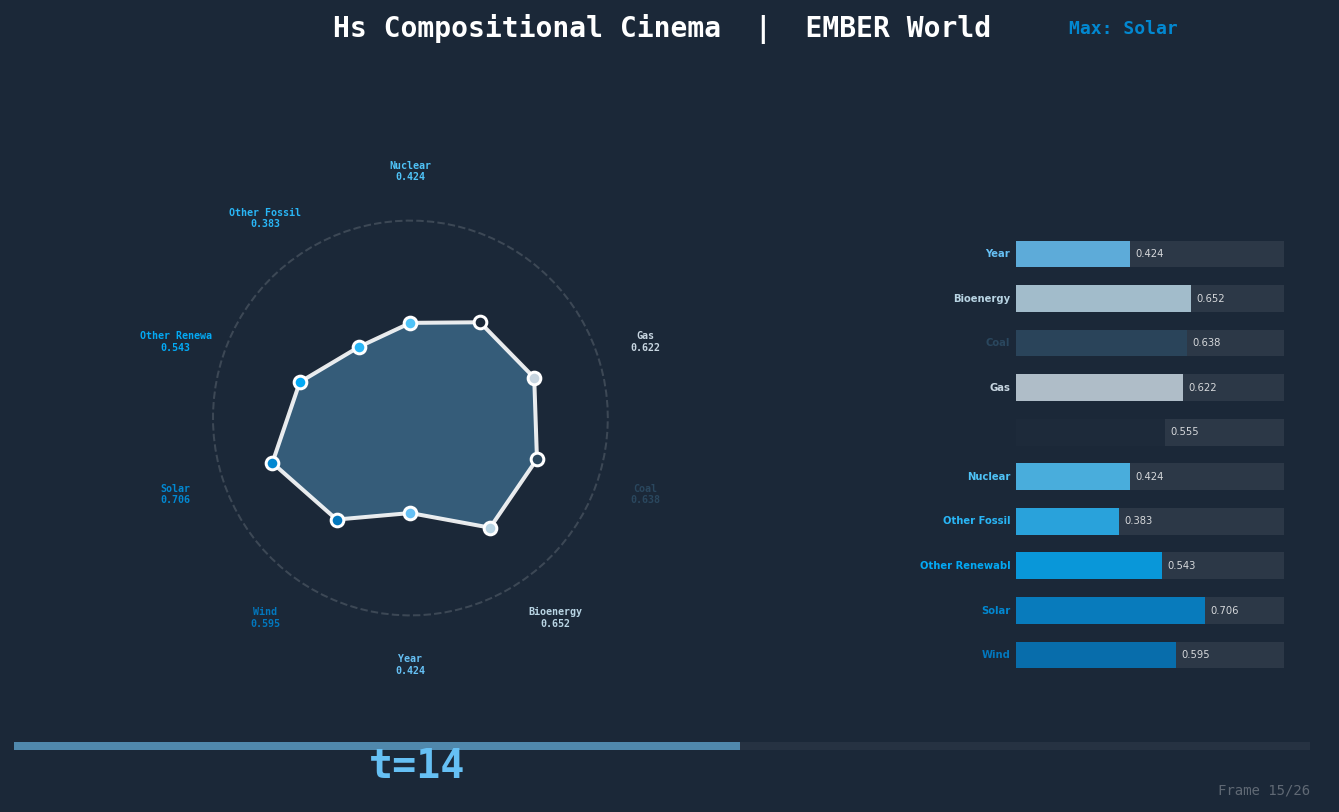 Hs Compositional Cinema | EMBER World
Max: Solar
Nuclear
0.424
Other Fossil
0.383
Other Renewa
0.543
Gas
0.622
Solar
0.706
Coal
0.638
Wind
0.595
Bioenergy
0.652
Year
0.424
Year 0.424
Bioenergy 0.652
Coal 0.638
Gas 0.622
0.555
Nuclear 0.424
Other Fossil 0.383
Other Renewabl 0.543
Solar 0.706
Wind 0.595
t=14
Frame 15/26